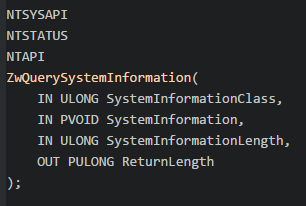 NTSYSAPI
NTSTATUS
NTAPI
ZwQuerySystemInformation(
    IN ULONG SystemInformationClass,
    IN PVOID SystemInformation,
    IN ULONG SystemInformationLength,
    OUT PULONG ReturnLength
);